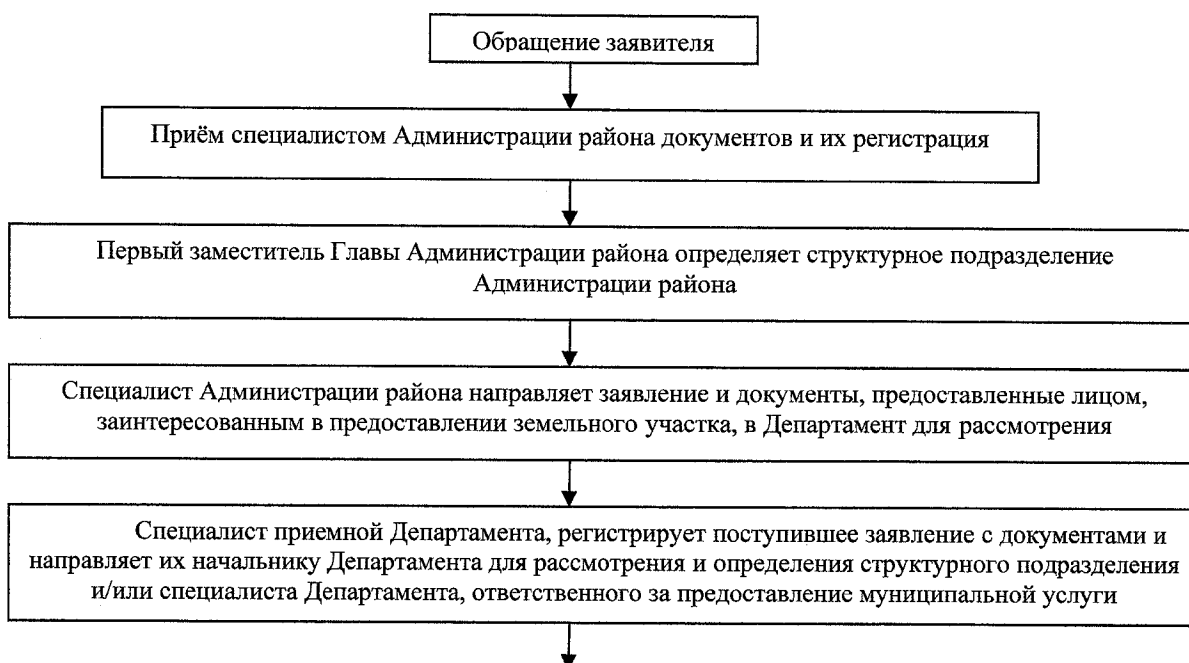 Обращение заявителя
Приём специалистом Администрации района документов и их регистрация
Первый заместитель Главы Администрации района определяет структурное подразделение
Администрации района
Специалист Администрации района направляет заявление и документы, предоставленные лицом,
заинтересованным в предоставлении земельного участка, в Департамент для рассмотрения
Специалист приемной Департамента, регистрирует поступившее заявление с документами и
направляет их начальнику Департамента для рассмотрения и определения структурного подразделения
и/или специалиста Департамента, ответственного за предоставление муниципальной услуги